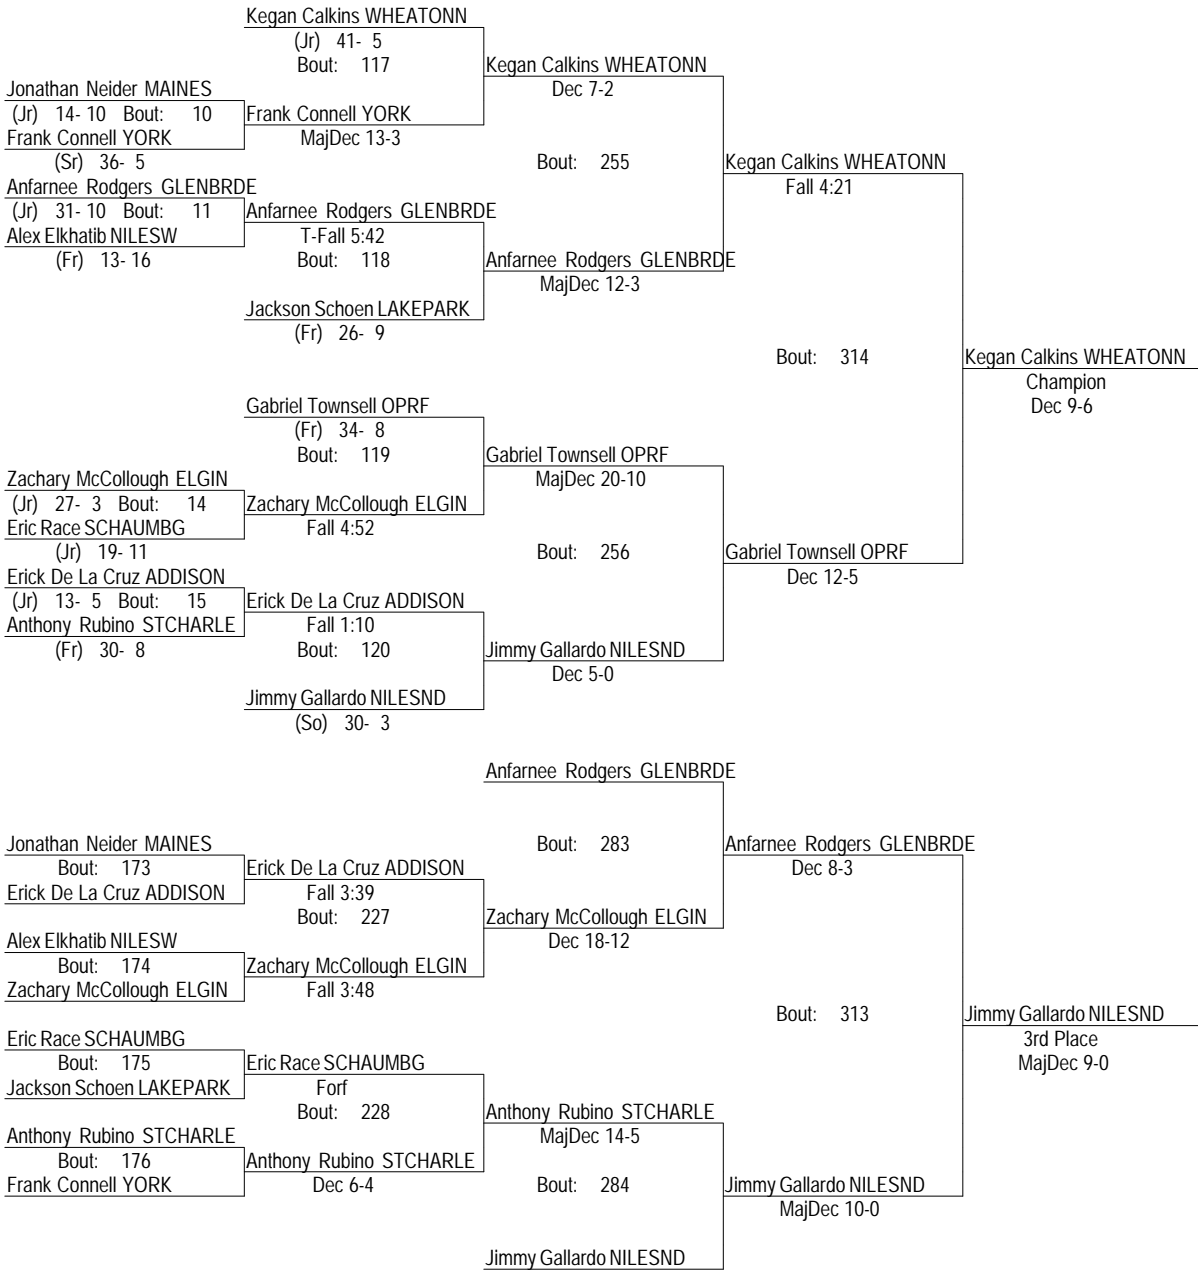 Kegan Calkins WHEATONN
(Jr) 41- 5
Bout: 117
Kegan Calkins WHEATONN
Dec 7-2
Jonathan Neider MAINES
(Jr) 14- 10 Bout: 10
Frank Connell YORK
Frank Connell YORK
MajDec 13-3
(Sr) 36- 5
Bout: 255
Kegan Calkins WHEATONN
Fall 4:21
Anfarnee Rodgers GLENBRDE
(Jr) 31- 10 Bout: 11
Anfarnee Rodgers GLENBRDE
Alex Elkhatib NILESW
T-Fall 5:42
(Fr) 13- 16
Bout: 118
Anfarnee Rodgers GLENBRDE
MajDec 12-3
Jackson Schoen LAKEPARK
(Fr) 26- 9
Bout: 314
Kegan Calkins WHEATONN
Champion
Dec 9-6
Gabriel Townsell OPRF
(Fr) 34- 8
Bout: 119
Gabriel Townsell OPRF
MajDec 20-10
Zachary McCollough ELGIN
(Jr) 27- 3 Bout: 14
Zachary McCollough ELGIN
Eric Race SCHAUMBG
Fall 4:52
(Jr) 19- 11
Bout: 256
Gabriel Townsell OPRF
Dec 12-5
Erick De La Cruz ADDISON
(Jr) 13- 5 Bout: 15
Erick De La Cruz ADDISON
Anthony Rubino STCHARLE
Fall 1:10
(Fr) 30- 8
Bout: 120
Jimmy Gallardo NILESND
Dec 5-0
Jimmy Gallardo NILESND
(So) 30- 3
Anfarnee Rodgers GLENBRDE
Jonathan Neider MAINES
Bout: 283
Anfarnee Rodgers GLENBRDE
Bout: 173
Erick De La Cruz ADDISON
Dec 8-3
Erick De La Cruz ADDISON
Fall 3:39
Bout: 227
Zachary McCollough ELGIN
Dec 18-12
Alex Elkhatib NILESW
Bout: 174
Zachary McCollough ELGIN
Zachary McCollough ELGIN
Fall 3:48
Bout: 313
Jimmy Gallardo NILESND
3rd Place
MajDec 9-0
Eric Race SCHAUMBG
Bout: 175
Eric Race SCHAUMBG
Jackson Schoen LAKEPARK
Forf
Bout: 228
Anthony Rubino STCHARLE
MajDec 14-5
Anthony Rubino STCHARLE
Bout: 176
Anthony Rubino STCHARLE
Frank Connell YORK
Dec 6-4
Bout: 284
Jimmy Gallardo NILESND
MajDec 10-0
Jimmy Gallardo NILESND